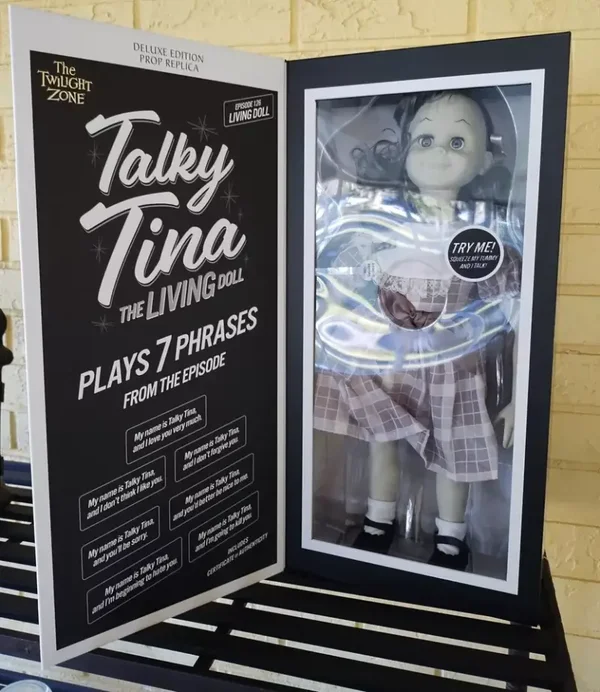 DELUXE EDITION
PROP REPLICA
The
TWILIGHT
ZONE
EPISODE 126
LIVING DOLL
Talky
Tina
THE LIVING DOLL
PLAYS 7 PHRASES
FROM THE EPISODE
My name is Talky Tina,
and I love you very much.
My name is Talky Tina,
and I don't forgive you.
My name is Talky Tina,
and I don't think I like you.
My name is Talky Tina,
and you'd better be nice to me.
My name is Talky Tina,
and you'll be sorry.
My name is Talky Tina,
and I'm going to kill you.
My name is Talky Tina,
and I'm beginning to hate you.
INCLUDES
CERTIFICATE of AUTHENTICITY
TRY ME!
SQUEEZE MY TUMMY
AND I TALK!